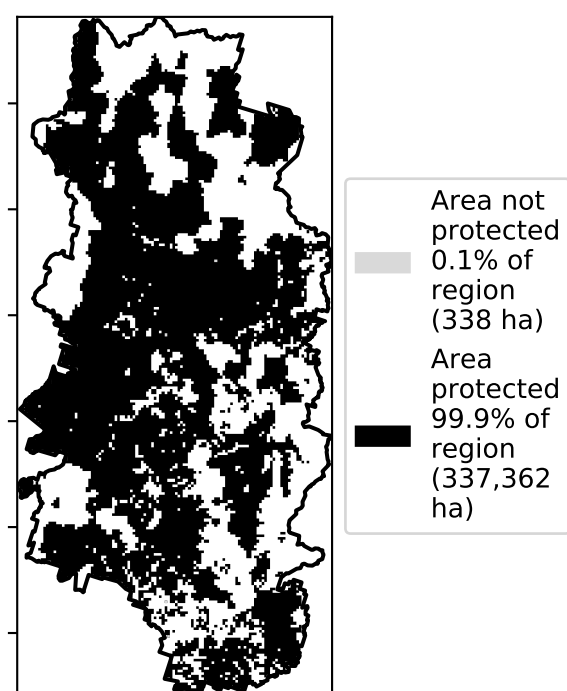 Area not
protected
0.1% of
region
(338 ha)
Area
protected
99.9% of
region
(337,362
ha)